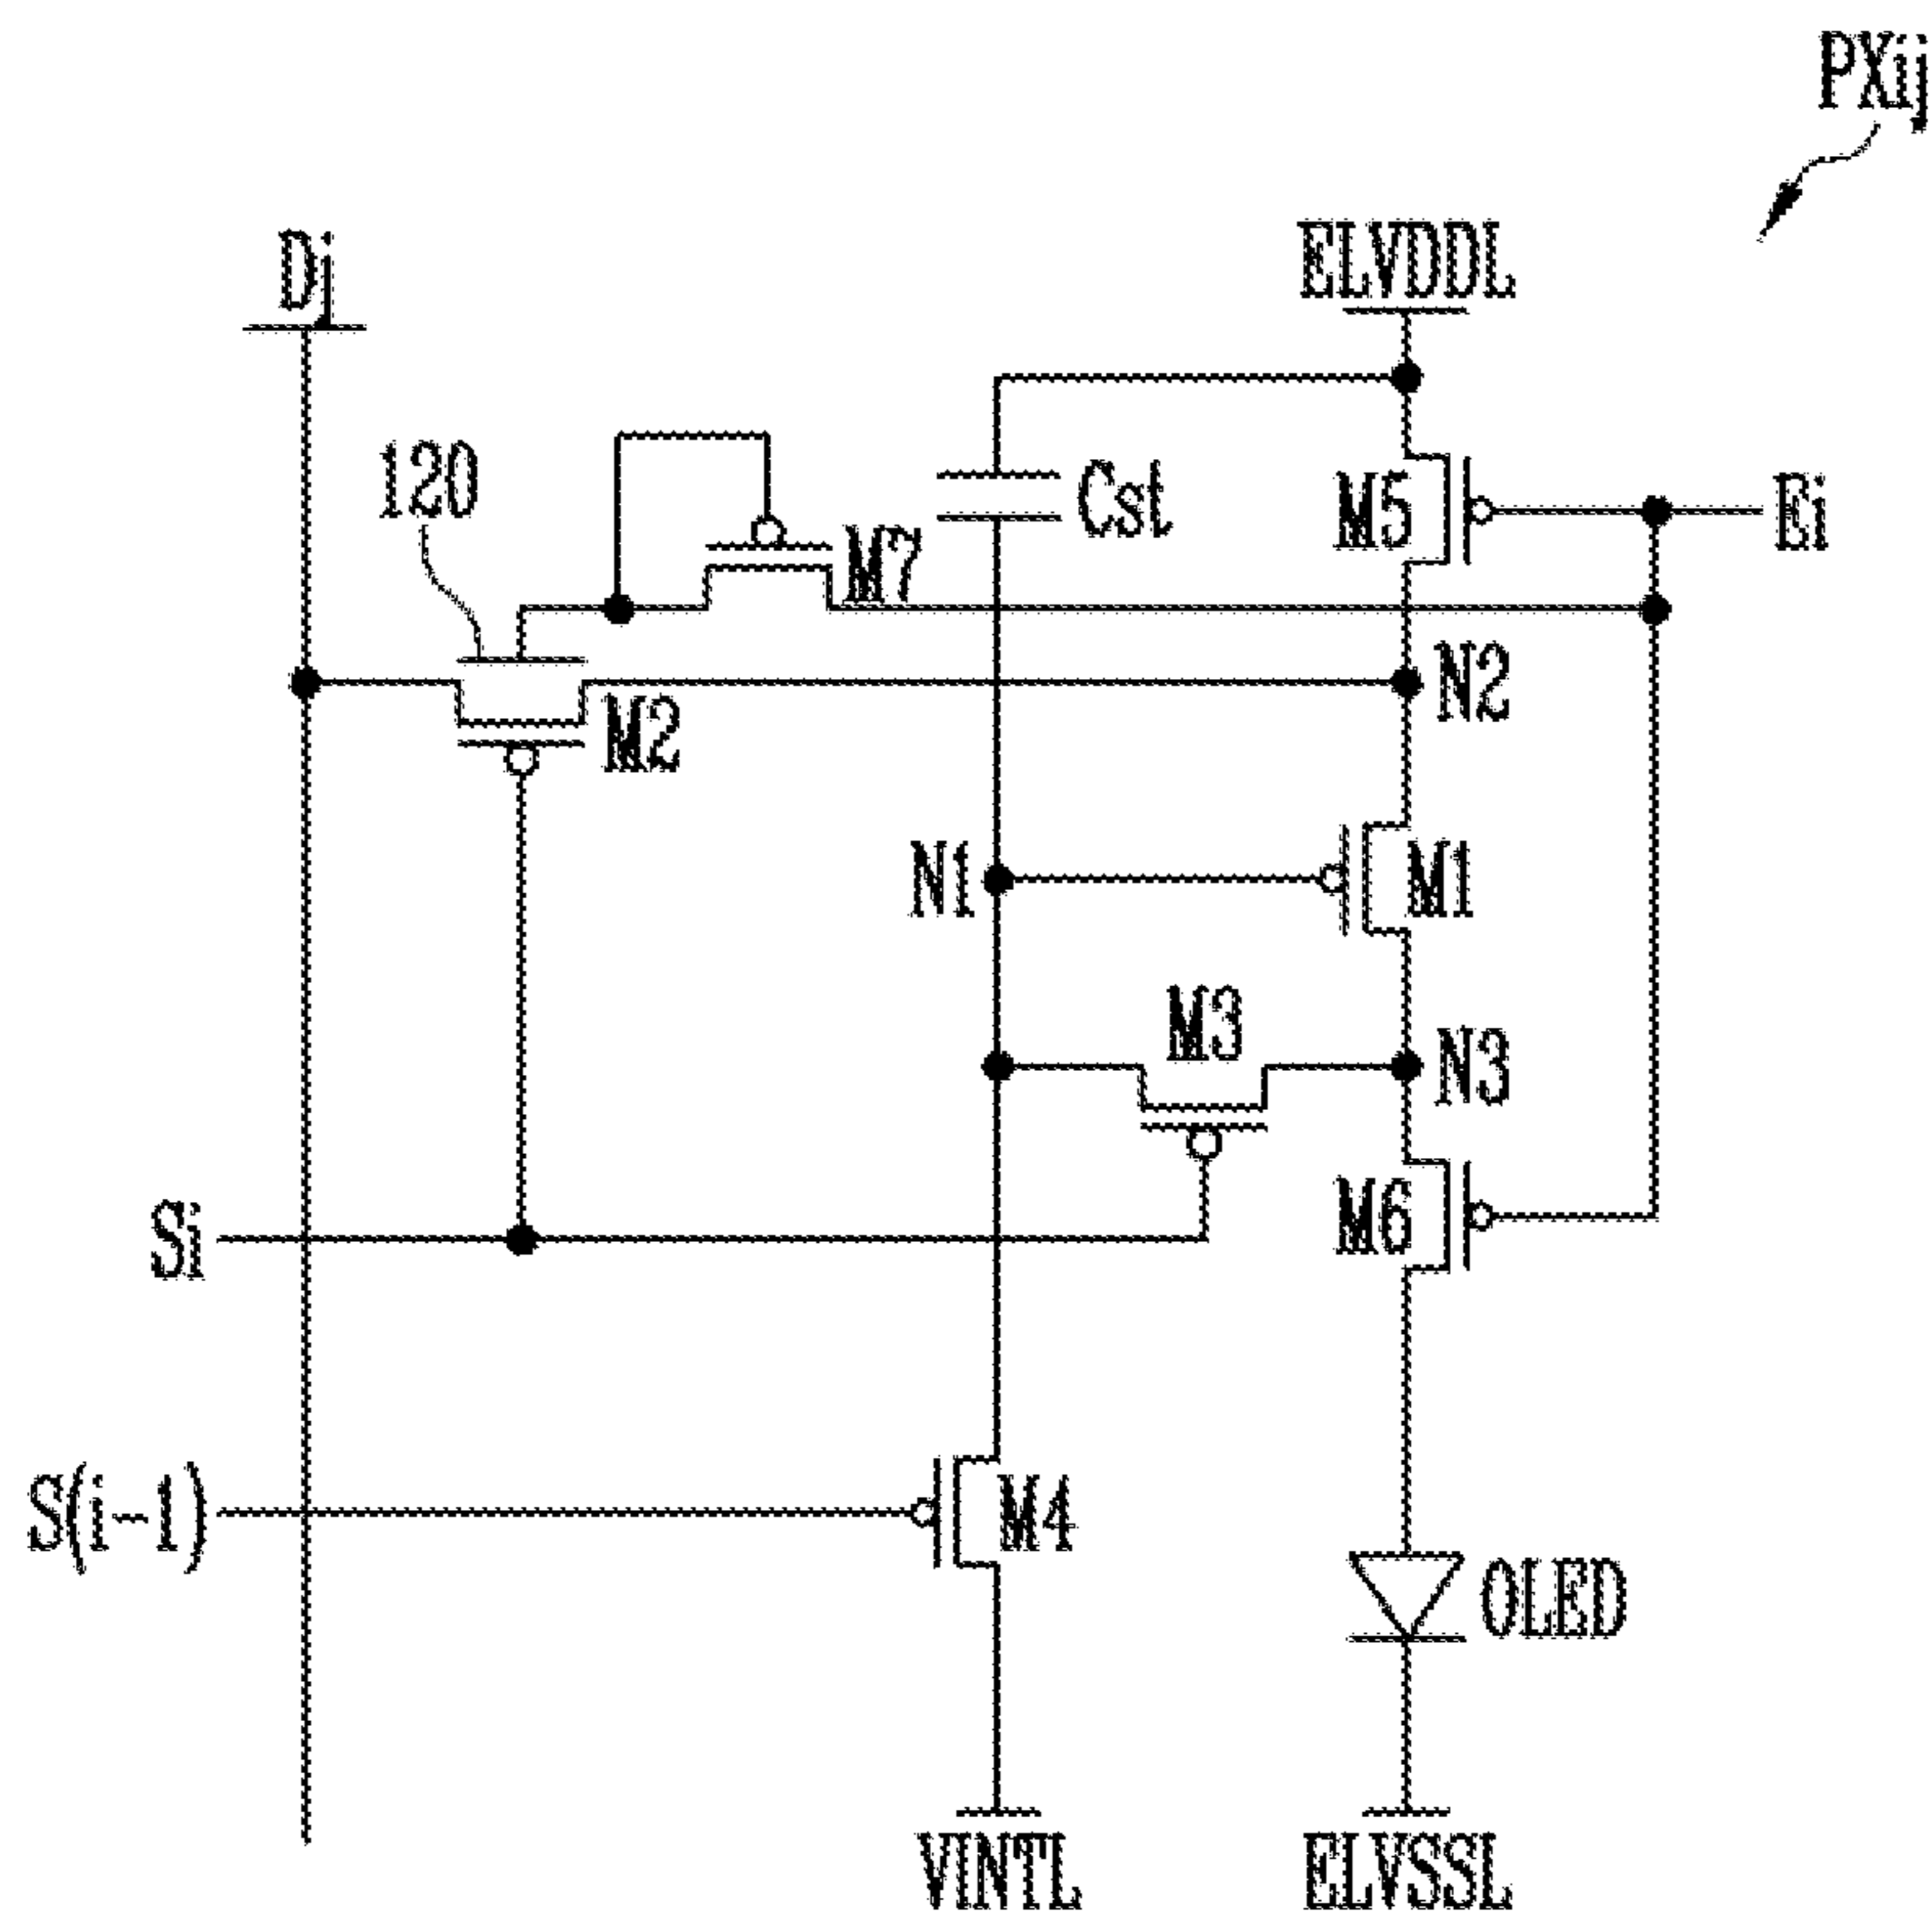 PXij
Dj
ELVDDL
120
Cst
M5
Ei
M7
N2
M2
N1
M1
M3
N3
Si
M6
S(i-1)
M4
OLED
VINTL
ELVSSL